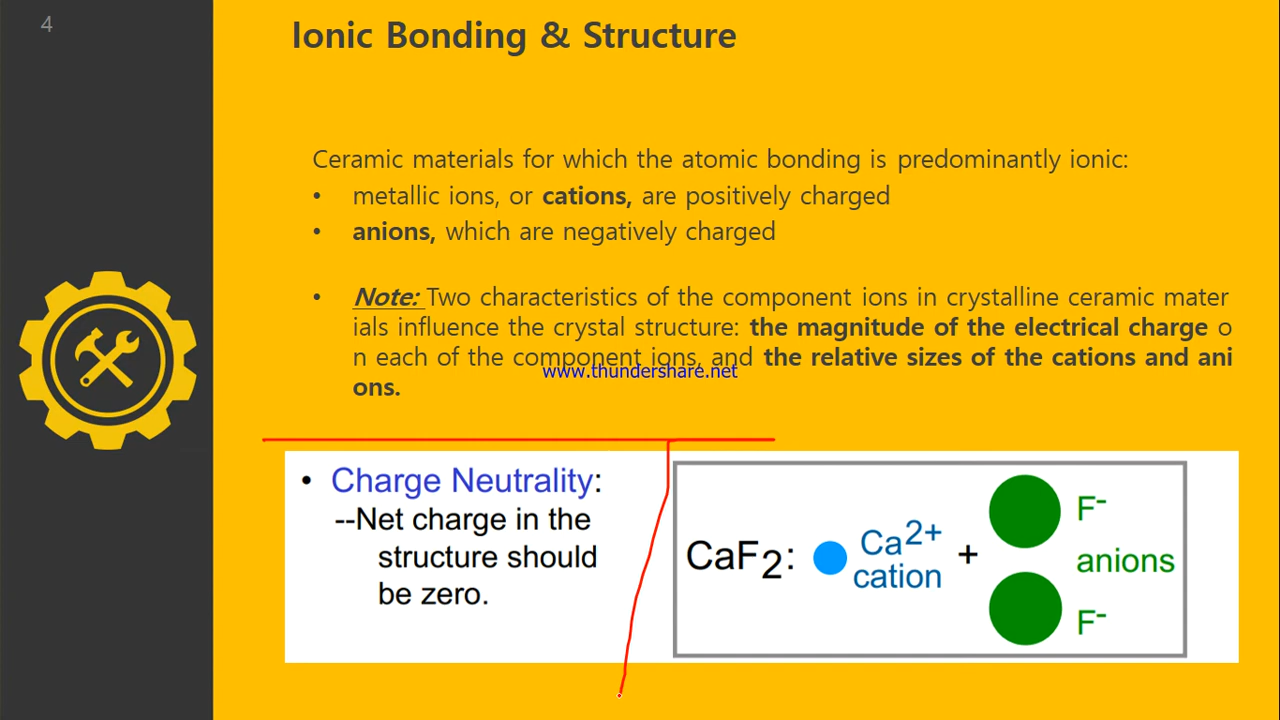 4
Ionic Bonding & Structure
Ceramic materials for which the atomic bonding is predominantly ionic:
• metallic ions, or cations, are positively charged
• anions, which are negatively charged
• Note: Two characteristics of the component ions in crystalline ceramic mater
ials influence the crystal structure: the magnitude of the electrical charge o
n each of the component ions, and the relative sizes of the cations and ani
www.thundershare.net
ons.
• Charge Neutrality:
--Net charge in the
structure should
be zero.
CaF2: Ca2+ + F-
cation anions
F-